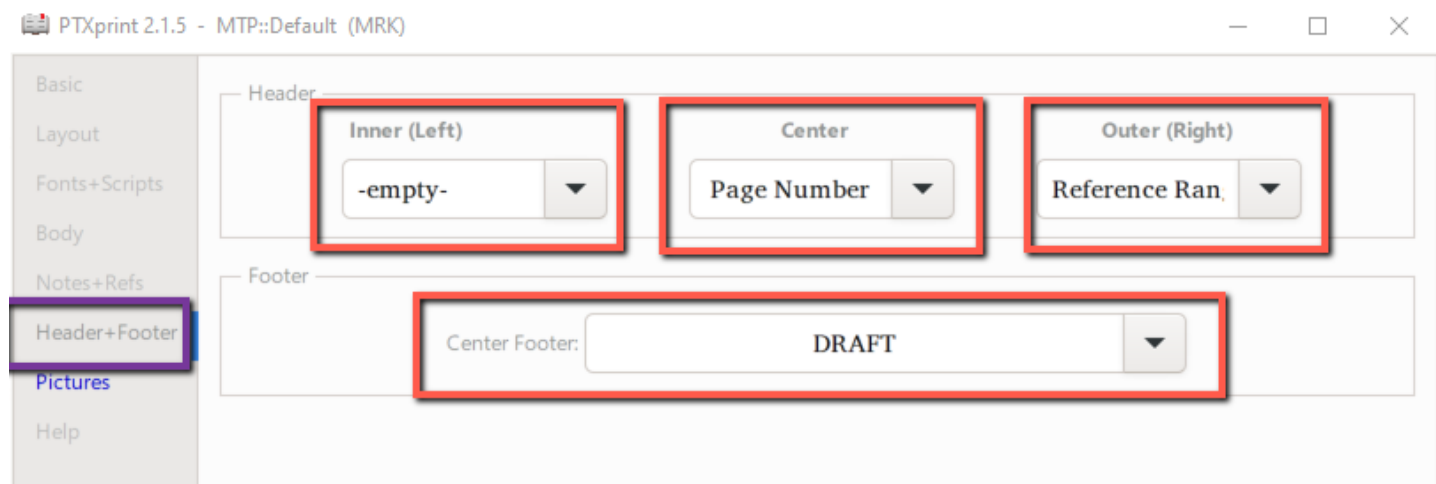 PTXprint 2.1.5 - MTP::Default (MRK)
Basic
Layout
Fonts+Scripts
Body
Notes+Refs
Header+Footer
Pictures
Help
Header
Inner (Left) Center Outer (Right)
-empty- Page Number Reference Ran
Footer
Center Footer: DRAFT